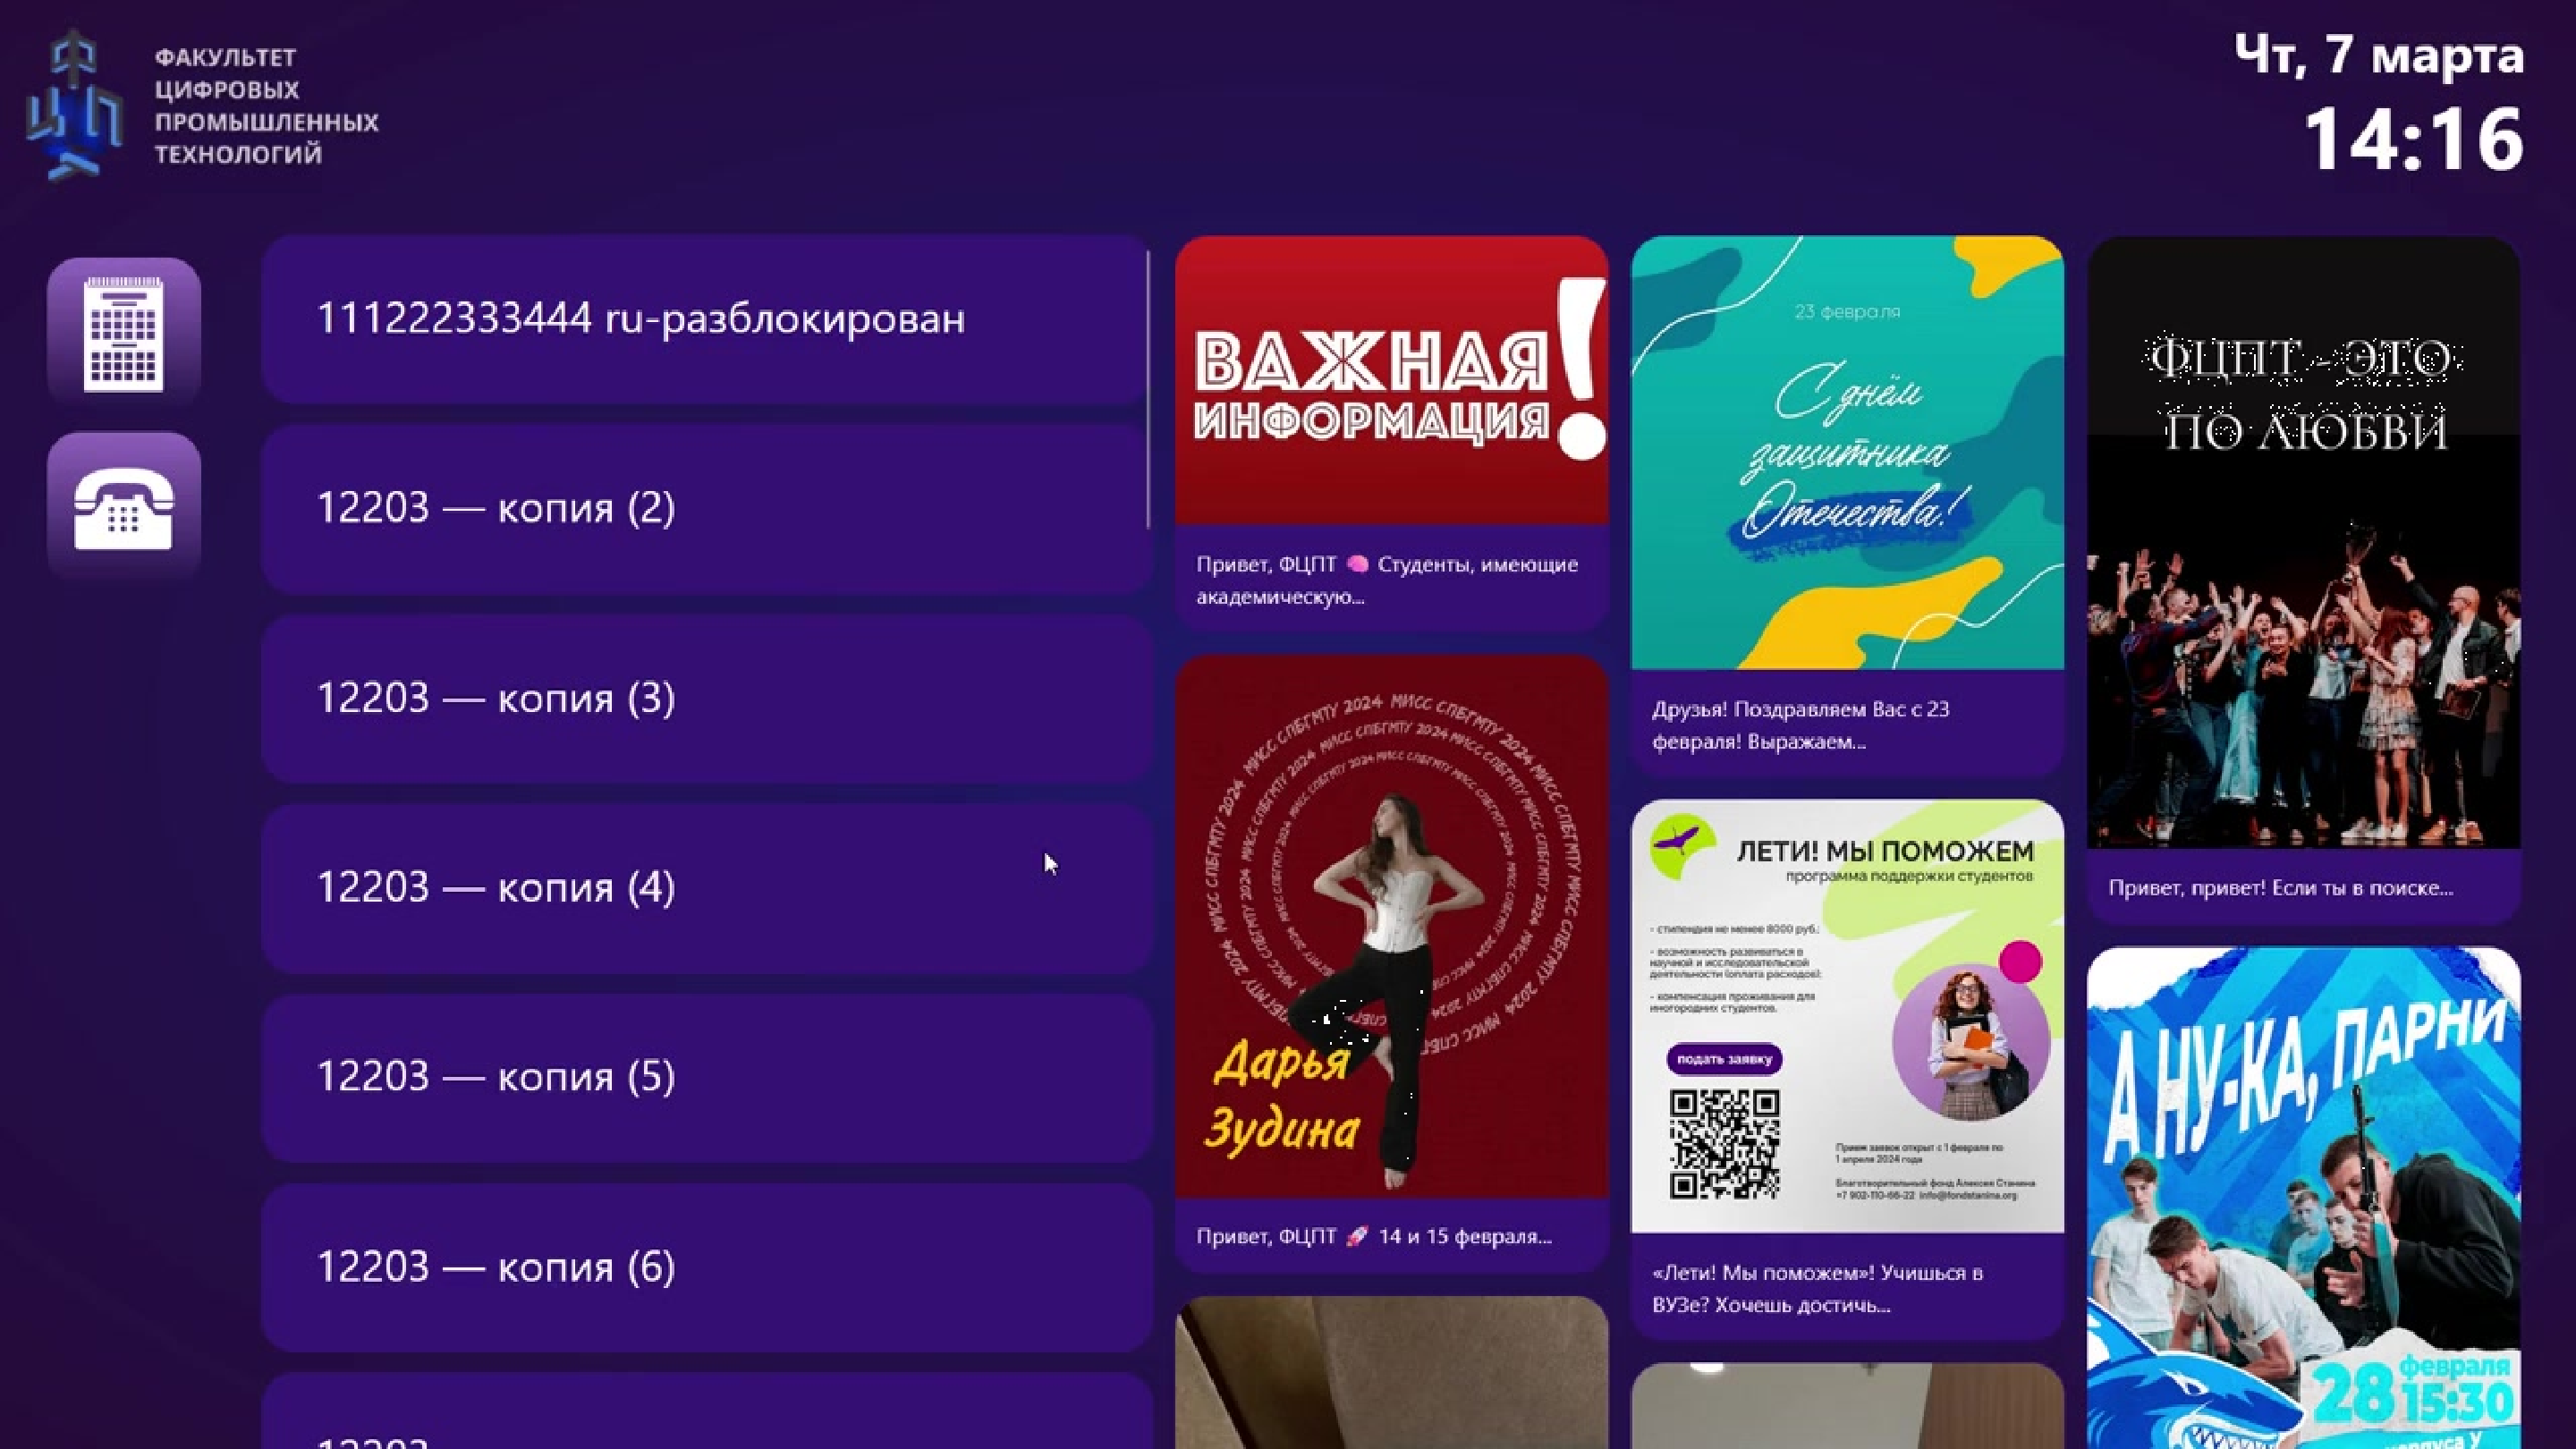 ФАКУЛЬТЕТ
ЦИФРОВЫХ
ПРОМЫШЛЕННЫХ
ТЕХНОЛОГИЙ
Чт, 7 марта
14:16
111222333444 ru-разблокирован
12203 — копия (2)
12203 — копия (3)
12203 — копия (4)
12203 — копия (5)
12203 — копия (6)
ВАЖНАЯ
ИНФОРМАЦИЯ!
Привет, ФЦПТ 🧠 Студенты, имеющие
академическую...
МИСС СПБГМТУ 2024 МИСС СПБГМТУ 2024 МИСС СПБГМТУ 2024
Дарья
Зудина
Привет, ФЦПТ 🚀 14 и 15 февраля...
23 февраля
С днём
защитника
Отечества!
Друзья! Поздравляем Вас с 23
февраля! Выражаем...
ЛЕТИ! МЫ ПОМОЖЕМ
программа поддержки студентов
- стипендия не менее 8000 руб.;
- возможность развиваться в
научной и исследовательской
деятельности (оплата расходов);
- компенсация проживания для
иногородних студентов.
подать заявку
Прием заявок открыт с 1 февраля по
1 апреля 2024 года
Благотворительный фонд Алексея Станина
+7 902-110-66-22 info@fondstanina.org
«Лети! Мы поможем»! Учишься в
ВУЗе? Хочешь достичь...
ФЦПТ - ЭТО
ПО ЛЮБВИ
Привет, привет! Если ты в поиске...
А НУ-КА, ПАРНИ
28 февраля
15:30